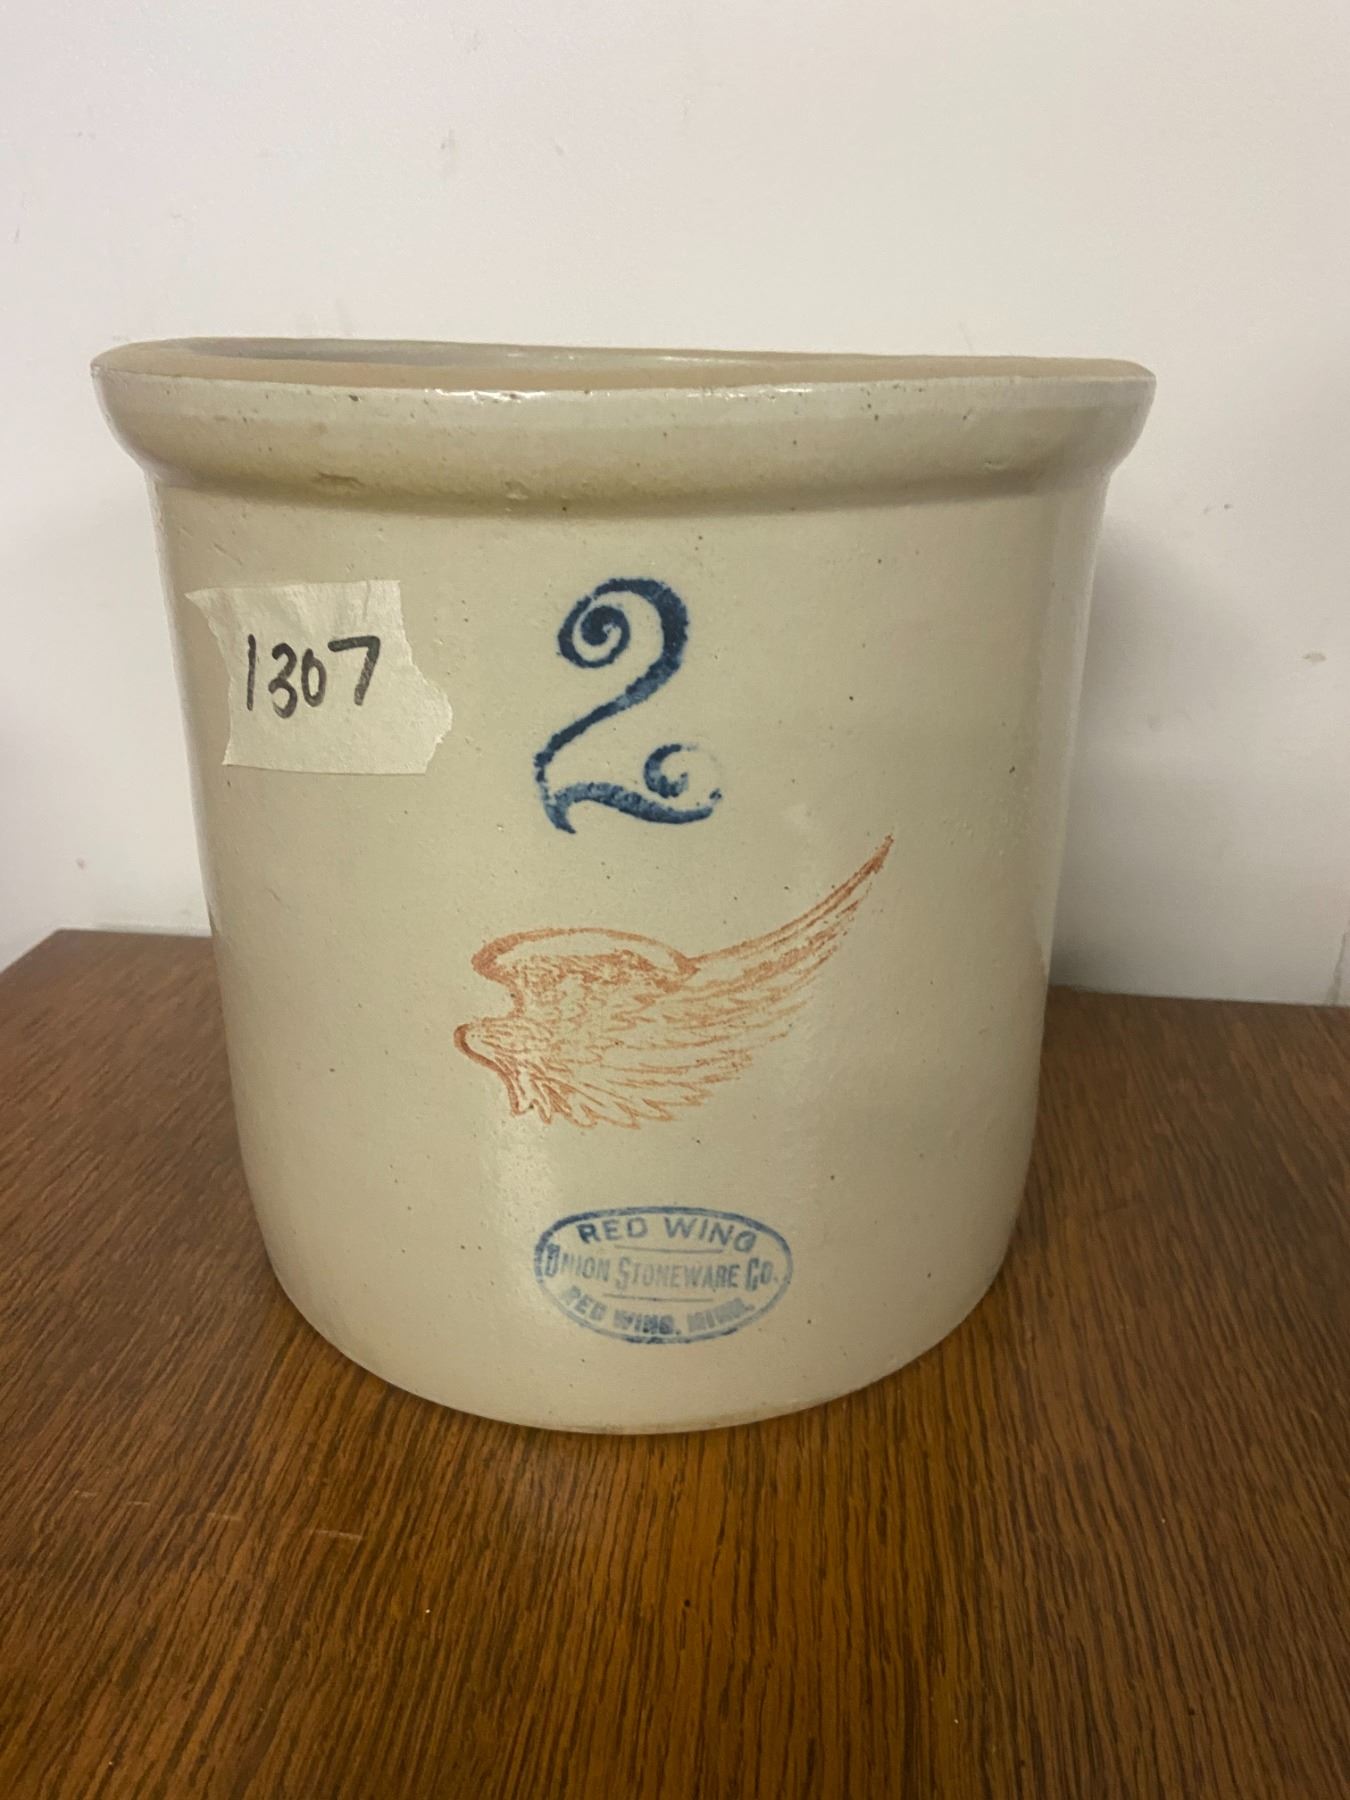 2
1307
RED WING
UNION STONEWARE CO.
RED WING, MINN.